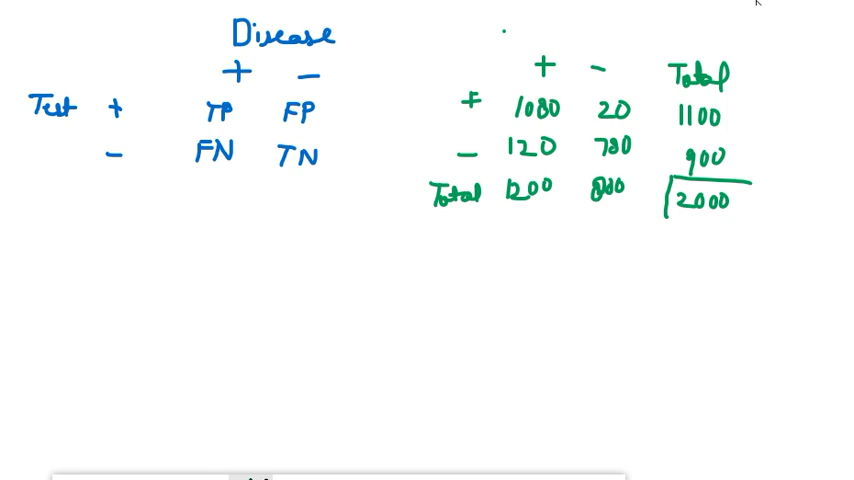 Disease
+ -
Test + TP FP
- FN TN
+ - Total
+ 1080 20 1100
- 120 780 900
Total 1200 800 2000